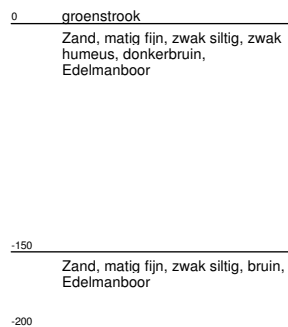 0 groenstrook
Zand, matig fijn, zwak siltig, zwak
humeus, donkerbruin,
Edelmanboor
-150
Zand, matig fijn, zwak siltig, bruin,
Edelmanboor
-200